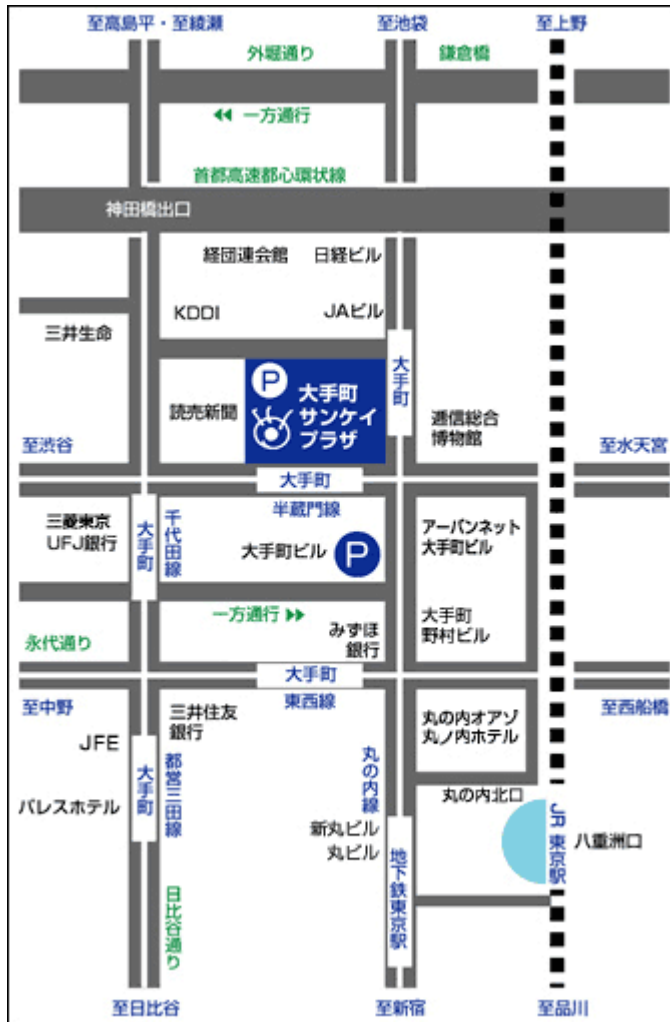 至高島平・至綾瀬
至池袋
至上野
外堀通り
鎌倉橋
一方通行
首都高速都心環状線
神田橋出口
経団連会館
日経ビル
KDDI
JAビル
三井生命
大手町
P
大手町
サンケイ
プラザ
読売新聞
逓信総合
博物館
至渋谷
至水天宮
大手町
半蔵門線
三菱東京
UFJ銀行
大手町
千代田線
大手町ビル
P
アーバンネット
大手町ビル
一方通行
みずほ
銀行
大手町
野村ビル
永代通り
大手町
東西線
至中野
至西船橋
三井住友
銀行
丸の内オアゾ
丸ノ内ホテル
JFE
大手町
都営三田線
丸の内線
パレスホテル
丸の内北口
新丸ビル
丸ビル
地下鉄東京駅
JR東京駅
八重洲口
日比谷通り
至日比谷
至新宿
至品川